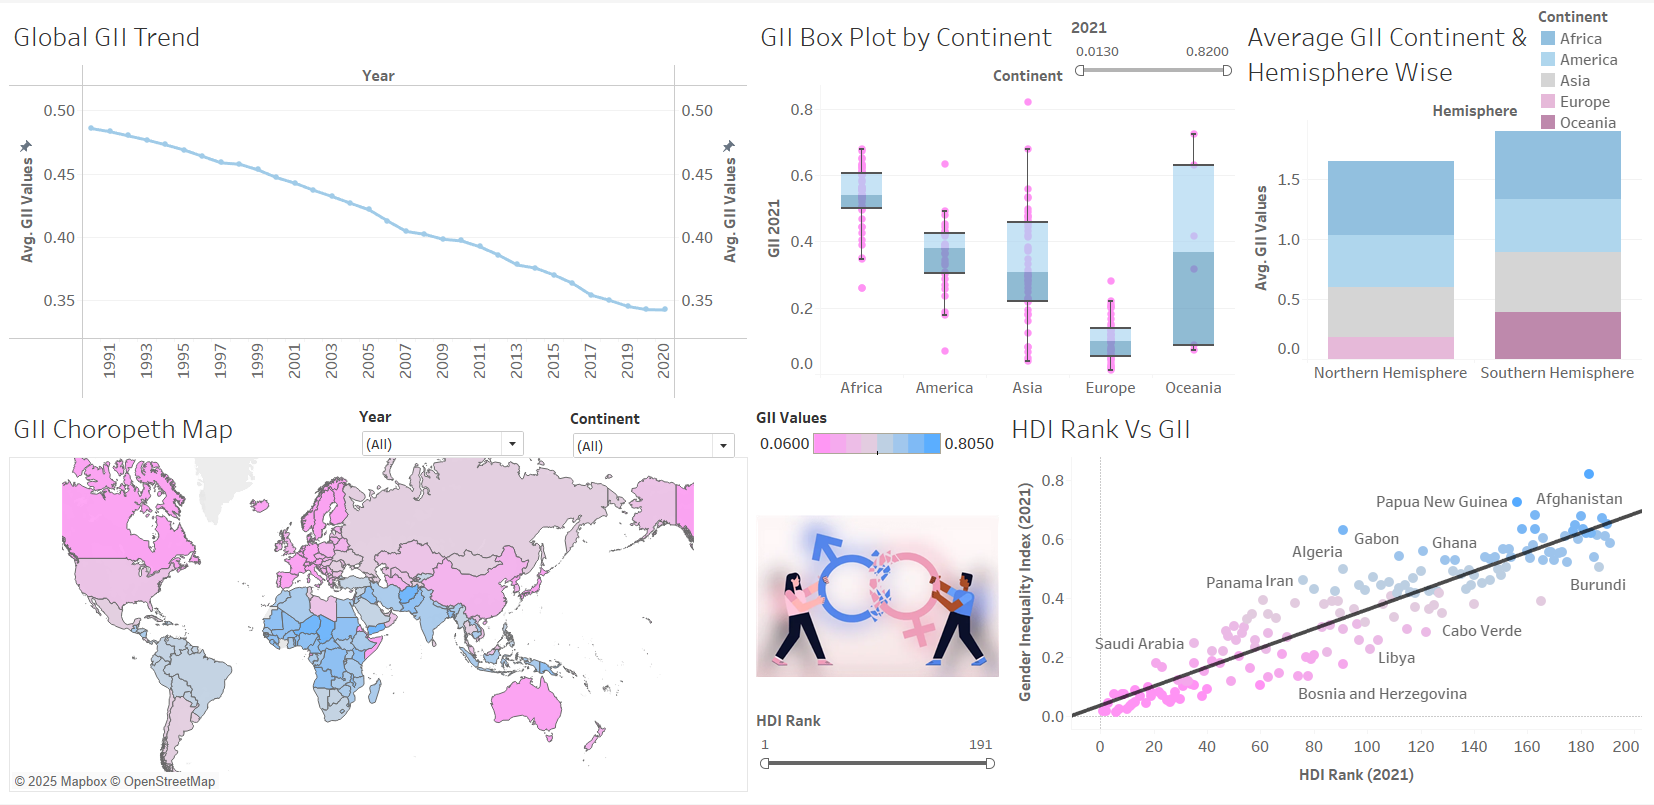 Global GII Trend
Year
0.50
0.45
0.40
0.35
Avg. GII Values
0.50
0.45
0.40
0.35
Avg. GII Values
1991
1993
1995
1997
1999
2001
2003
2005
2007
2009
2011
2013
2015
2017
2019
2020
GII Box Plot by Continent
2021
0.0130
0.8200
Continent
GII 2021
0.8
0.6
0.4
0.2
0.0
Africa
America
Asia
Europe
Oceania
Average GII Continent &
Hemisphere Wise
Continent
Africa
America
Asia
Europe
Oceania
Hemisphere
Avg. GII Values
1.5
1.0
0.5
0.0
Northern Hemisphere
Southern Hemisphere
GII Choropeth Map
Year
(All)
Continent
(All)
© 2025 Mapbox © OpenStreetMap
GII Values
0.0600
0.8050
HDI Rank
1
191
HDI Rank Vs GII
Gender Inequality Index (2021)
0.8
0.6
0.4
0.2
0.0
Papua New Guinea
Afghanistan
Gabon
Ghana
Algeria
Panama
Iran
Burundi
Cabo Verde
Saudi Arabia
Libya
Bosnia and Herzegovina
0
20
40
60
80
100
120
140
160
180
200
HDI Rank (2021)